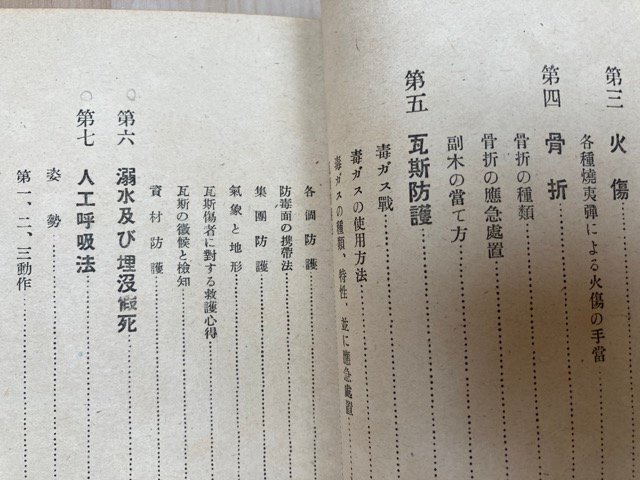 第三 火傷
各種燒夷彈による火傷の手當
第四 骨折
骨折の種類
骨折の應急處置
副木の當て方
第五 瓦斯防護
毒ガス戰
毒ガスの使用方法
毒ガスの種類、特性、並に應急處置
各個防護
防毒面の携帶法
集團防護
氣象と地形
瓦斯傷者に對する救護心得
瓦斯の徵候と檢知
資材防護
第六 溺水及び埋沒假死
第七 人工呼吸法
姿勢
第一、二、三動作